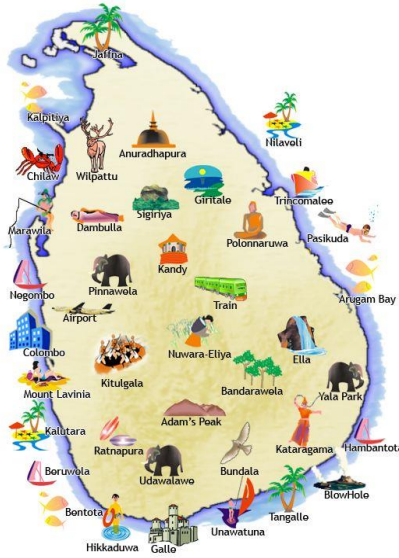 Jaffna
Kalpitiya
Nilaveli
Anuradhapura
Chilaw
Wilpattu
Giritale
Trincomalee
Sigiriya
Dambulla
Marawila
Polonnaruwa
Pasikuda
Kandy
Pinnawela
Negombo
Train
Arugam Bay
Airport
Colombo
Nuwara-Eliya
Ella
Kitulgala
Bandarawela
Mount Lavinia
Yala Park
Adam's Peak
Kalutara
Ratnapura
Kataragama
Hambantota
Beruwela
Udawalawe
Bundala
BlowHole
Bentota
Tangalle
Unawatuna
Hikkaduwa
Galle